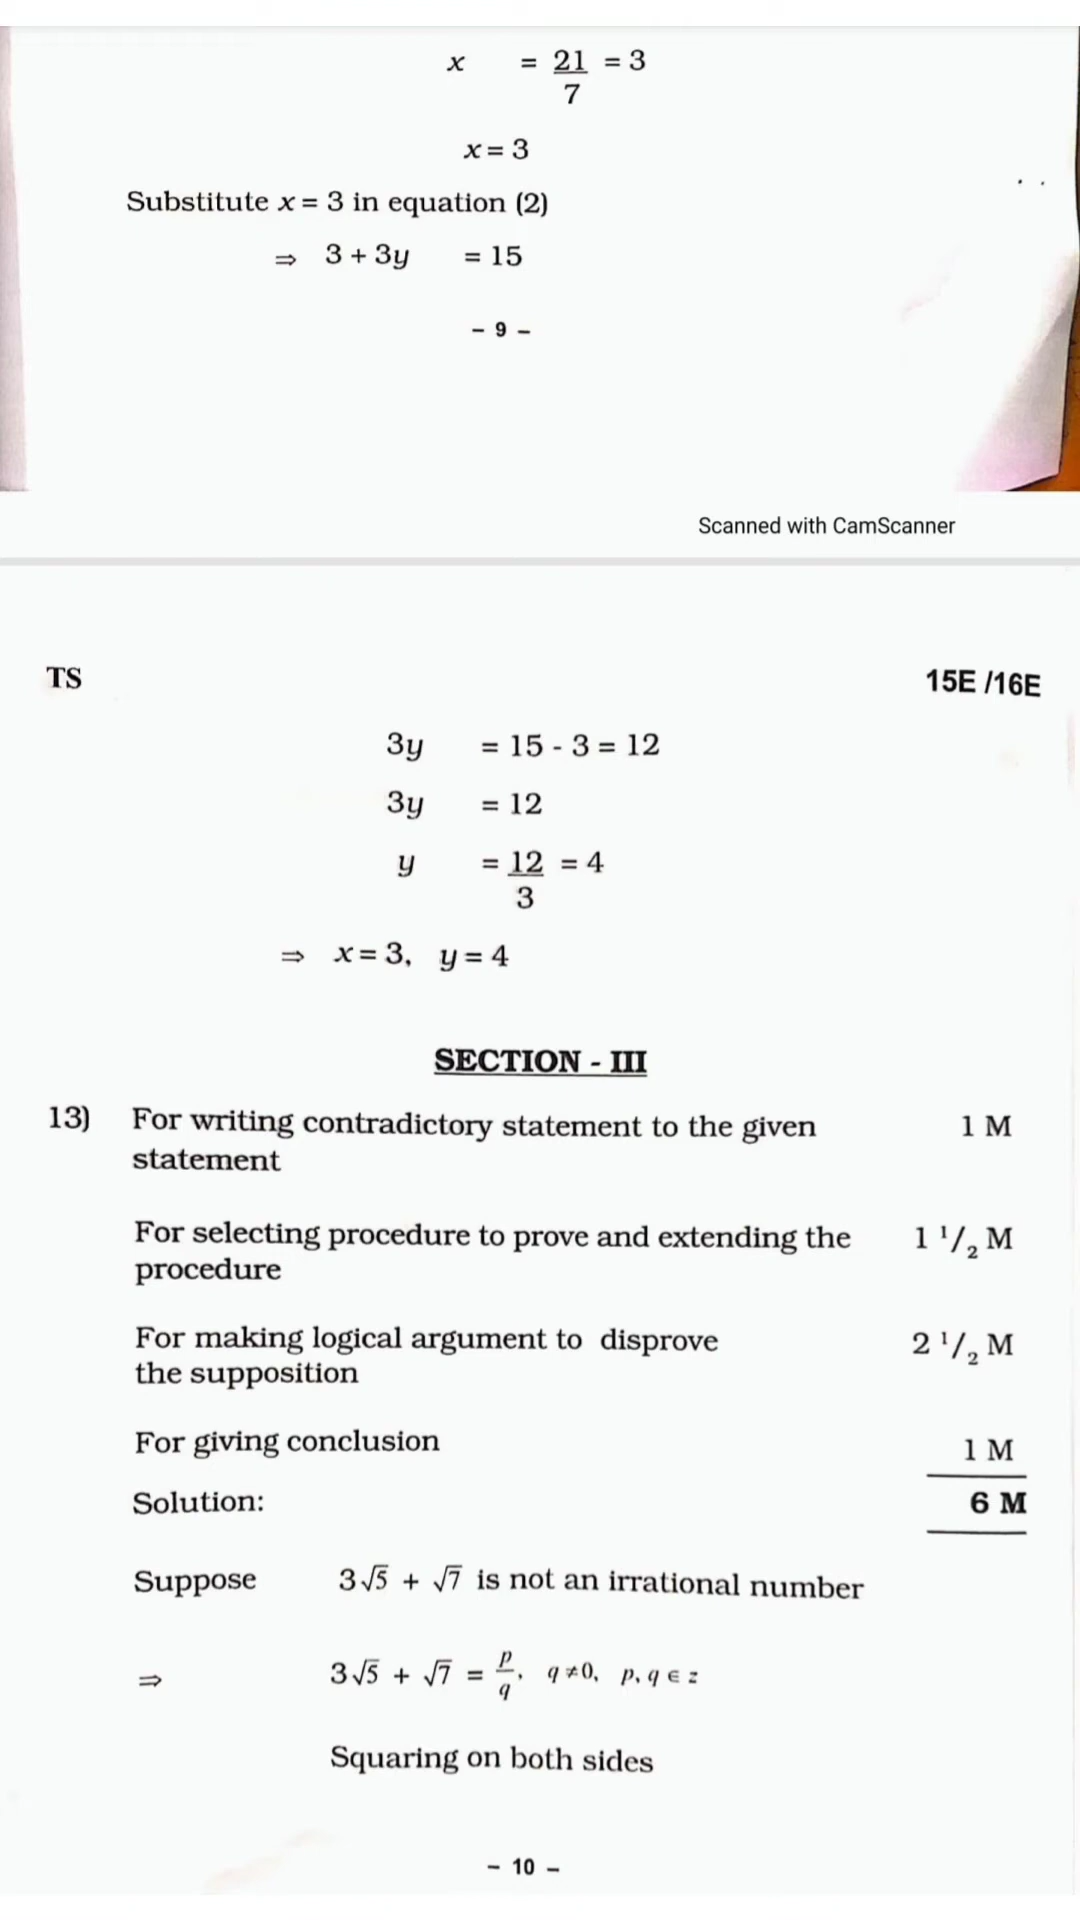 x = 21/7 = 3
x = 3
Substitute x = 3 in equation (2)
⇒ 3 + 3y = 15
– 9 –
Scanned with CamScanner
TS 15E /16E
3y = 15 - 3 = 12
3y = 12
y = 12/3 = 4
⇒ x = 3, y = 4
SECTION - III
13) For writing contradictory statement to the given 1 M
statement
For selecting procedure to prove and extending the 1 1/2 M
procedure
For making logical argument to disprove 2 1/2 M
the supposition
For giving conclusion 1 M
Solution: 6 M
Suppose 3√5 + √7 is not an irrational number
⇒ 3√5 + √7 = p/q, q ≠ 0, p, q ∈ z
Squaring on both sides
– 10 –